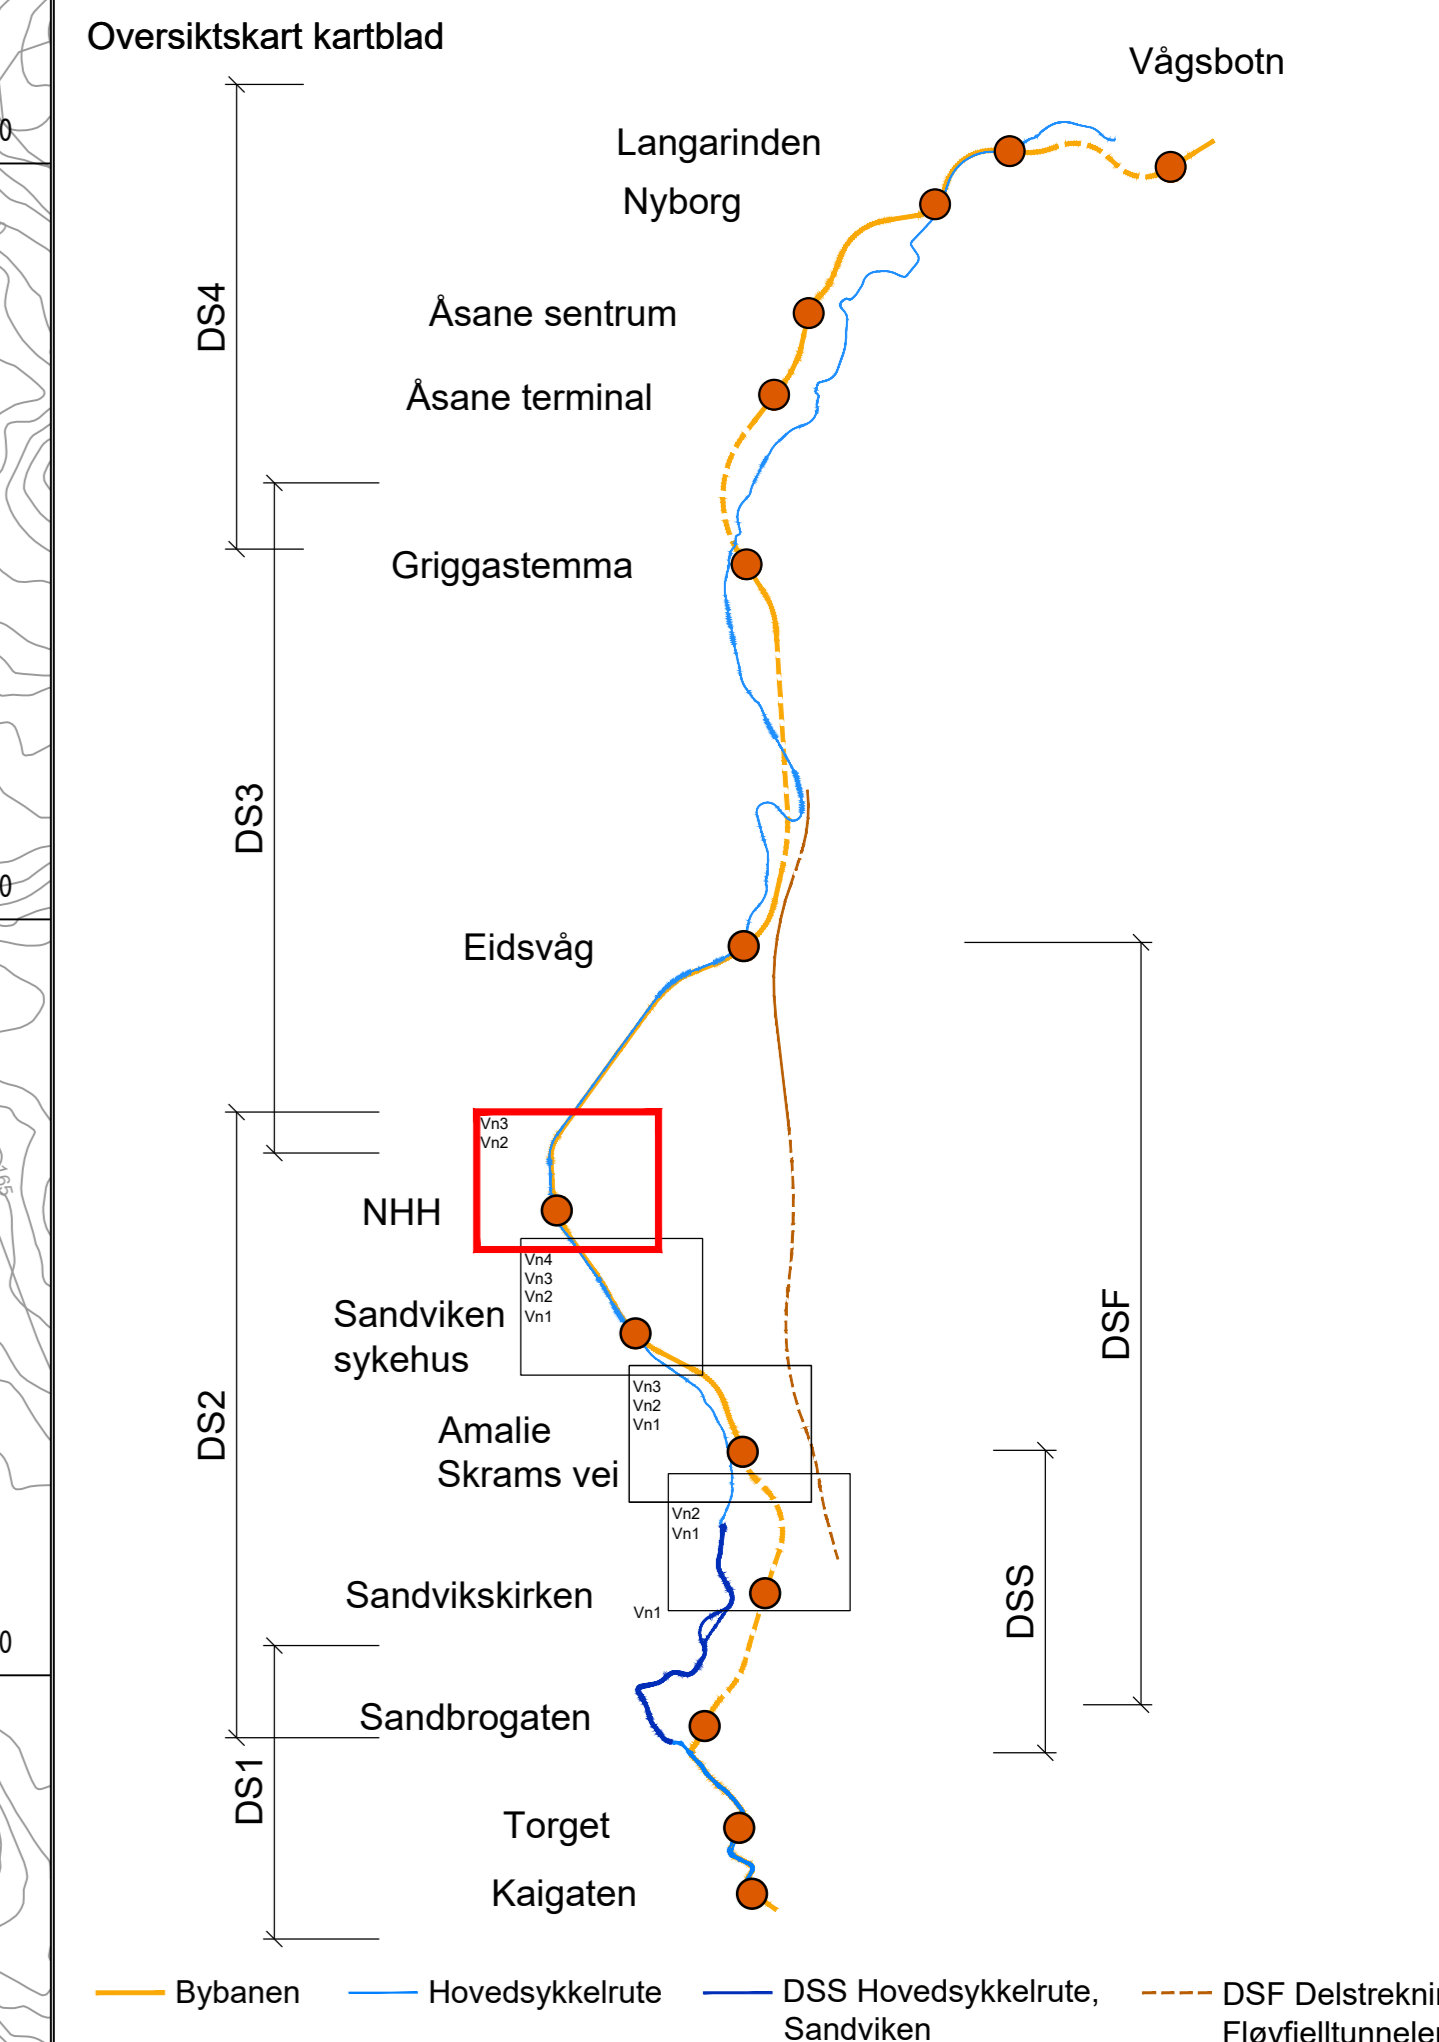 Oversiktskart kartblad
Vågsbotn
Langarinden
Nyborg
DS4
Åsane sentrum
Åsane terminal
Griggastemma
DS3
Eidsvåg
Vn3
Vn2
165
NHH
Vn4
Vn3
Vn2
Vn1
Sandviken
sykehus
DSF
DS2
Vn3
Vn2
Vn1
Amalie
Skrams vei
Vn2
Vn1
Sandvikskirken
Vn1
DSS
Sandbrogaten
DS1
Torget
Kaigaten
Bybanen
Hovedsykkelrute
DSS Hovedsykkelrute,
Sandviken
DSF